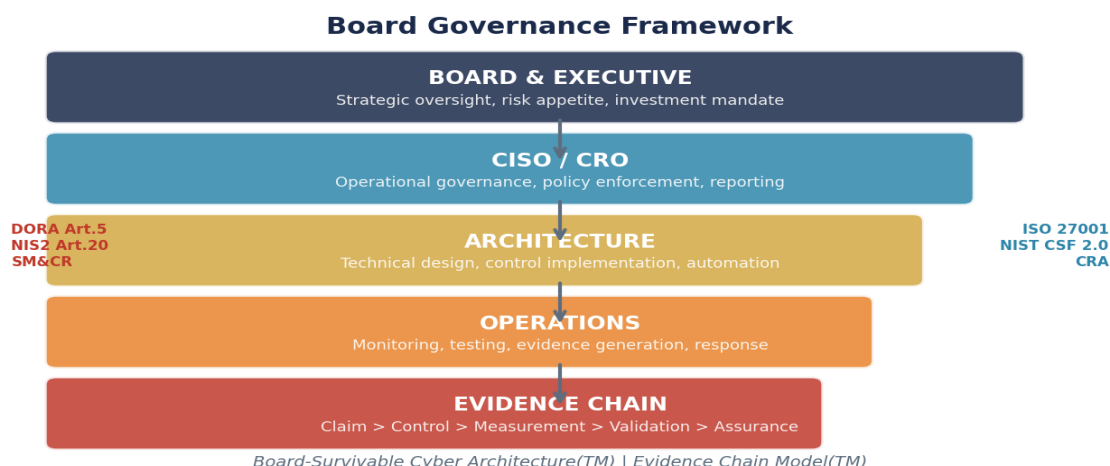 Board Governance Framework
BOARD & EXECUTIVE
Strategic oversight, risk appetite, investment mandate
CISO / CRO
Operational governance, policy enforcement, reporting
DORA Art.5
NIS2 Art.20
SM&CR
ARCHITECTURE
Technical design, control implementation, automation
ISO 27001
NIST CSF 2.0
CRA
OPERATIONS
Monitoring, testing, evidence generation, response
EVIDENCE CHAIN
Claim > Control > Measurement > Validation > Assurance
Board-Survivable Cyber Architecture(TM) | Evidence Chain Model(TM)